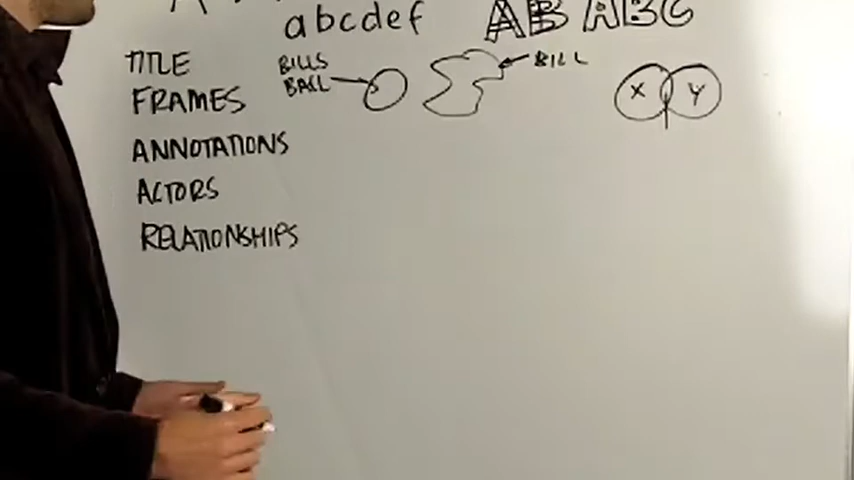 abcdef AB ABC
TITLE
FRAMES
BILLS
BALL
BILL
X Y
ANNOTATIONS
ACTORS
RELATIONSHIPS